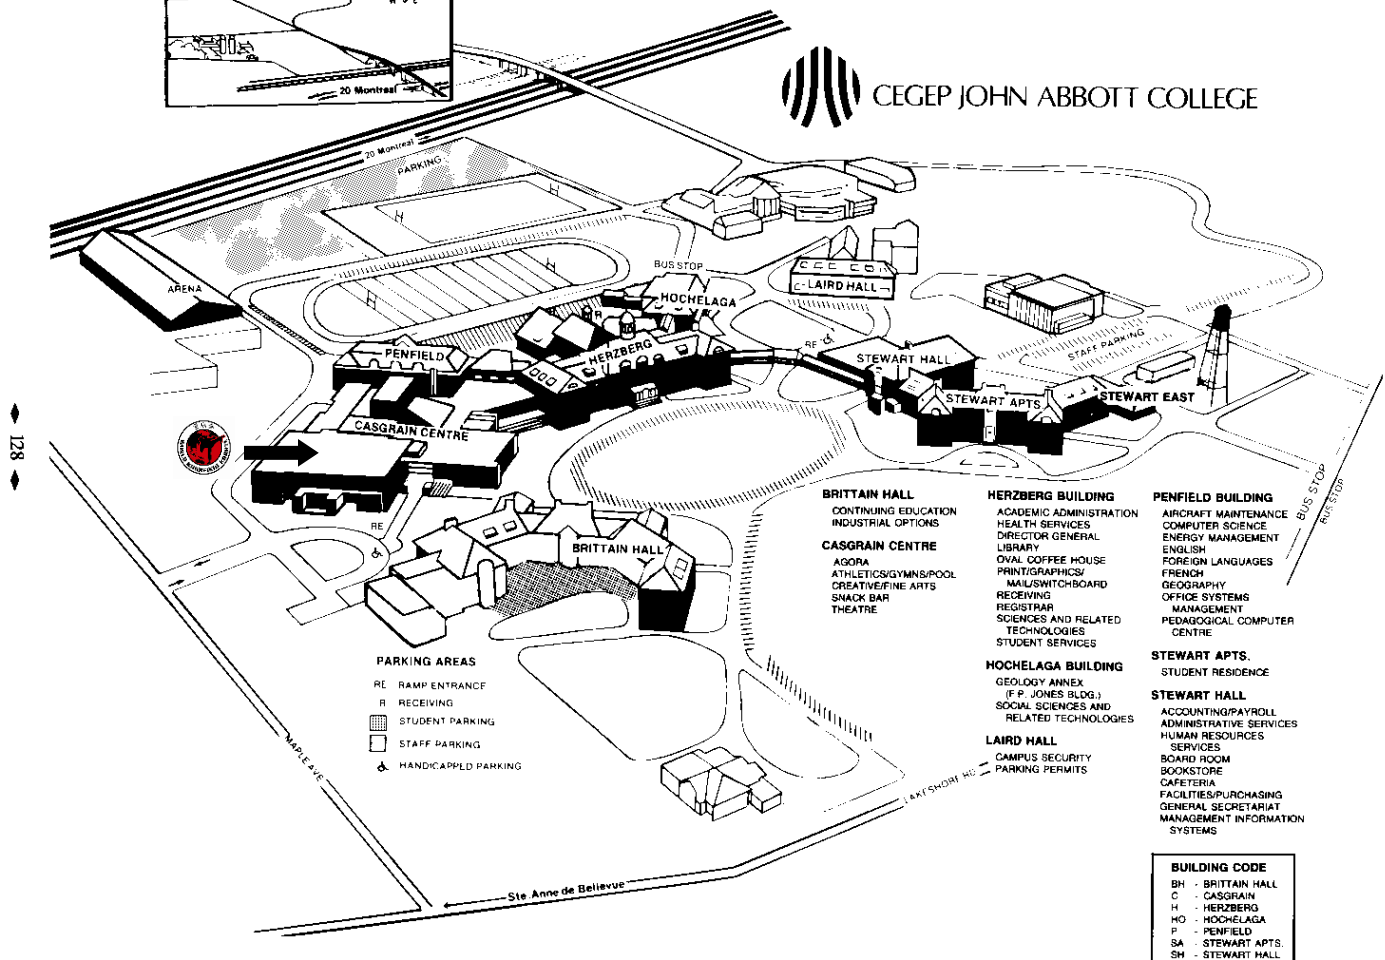 20 Montreal
CEGEP JOHN ABBOTT COLLEGE
20 Montreal
PARKING
H
H
ARENA
H
H
BUS STOP
HOCHELAGA
LAIRD HALL
R
RE
PENFIELD
HERZBERG
STEWART HALL
STAFF PARKING
STEWART APTS
STEWART EAST
CASGRAIN CENTRE
128
RE
BRITTAIN HALL
BUS STOP
BUS STOP
BRITTAIN HALL
CONTINUING EDUCATION
INDUSTRIAL OPTIONS
CASGRAIN CENTRE
AGORA
ATHLETICS/GYMNS/POOL
CREATIVE/FINE ARTS
SNACK BAR
THEATRE
HERZBERG BUILDING
ACADEMIC ADMINISTRATION
HEALTH SERVICES
DIRECTOR GENERAL
LIBRARY
OVAL COFFEE HOUSE
PRINT/GRAPHICS/
MAIL/SWITCHBOARD
RECEIVING
REGISTRAR
SCIENCES AND RELATED
TECHNOLOGIES
STUDENT SERVICES
HOCHELAGA BUILDING
GEOLOGY ANNEX
(F.P. JONES BLDG.)
SOCIAL SCIENCES AND
RELATED TECHNOLOGIES
LAIRD HALL
CAMPUS SECURITY
PARKING PERMITS
PENFIELD BUILDING
AIRCRAFT MAINTENANCE
COMPUTER SCIENCE
ENERGY MANAGEMENT
ENGLISH
FOREIGN LANGUAGES
FRENCH
GEOGRAPHY
OFFICE SYSTEMS
MANAGEMENT
PEDAGOGICAL COMPUTER
CENTRE
STEWART APTS.
STUDENT RESIDENCE
STEWART HALL
ACCOUNTING/PAYROLL
ADMINISTRATIVE SERVICES
HUMAN RESOURCES
SERVICES
BOARD ROOM
BOOKSTORE
CAFETERIA
FACILITIES/PURCHASING
GENERAL SECRETARIAT
MANAGEMENT INFORMATION
SYSTEMS
PARKING AREAS
RE RAMP ENTRANCE
R RECEIVING
STUDENT PARKING
STAFF PARKING
HANDICAPPED PARKING
MAPLE AVE
LAKESHORE RD
Ste. Anne de Bellevue
BUILDING CODE
BH - BRITTAIN HALL
C - CASGRAIN
H - HERZBERG
HO - HOCHELAGA
P - PENFIELD
SA - STEWART APTS.
SH - STEWART HALL